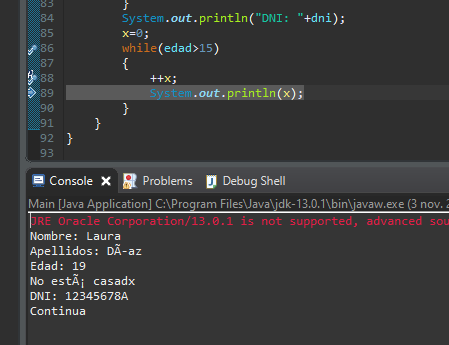 83 }
84 System.out.println("DNI: "+dni);
85 x=0;
86 while(edad>15)
87 {
88 ++x;
89 System.out.println(x);
90 }
91 }
92 }
93
Console Problems Debug Shell
Main [Java Application] C:\Program Files\Java\jdk-13.0.1\bin\javaw.exe (3 nov. 2
JRE Oracle Corporation/13.0.1 is not supported, advanced sou
Nombre: Laura
Apellidos: DÃ­az
Edad: 19
No estÃ¡ casadx
DNI: 12345678A
Continua